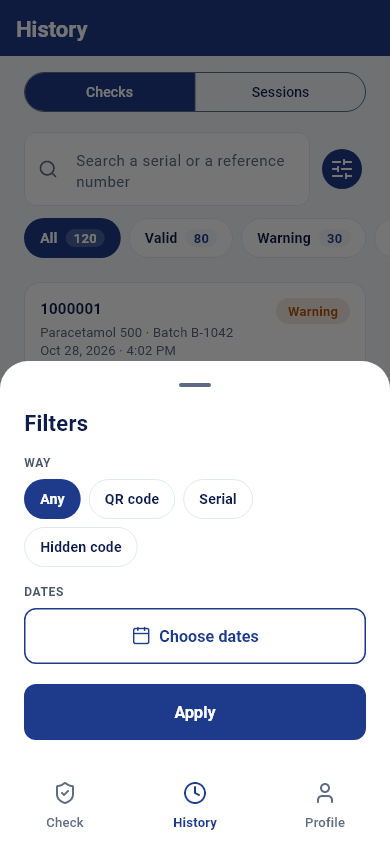 History
Checks
Sessions
Search a serial or a reference
number
All 120
Valid 80
Warning 30
1000001
Warning
Paracetamol 500 · Batch B-1042
Oct 28, 2026 · 4:02 PM
Filters
WAY
Any
QR code
Serial
Hidden code
DATES
Choose dates
Apply
Check
History
Profile